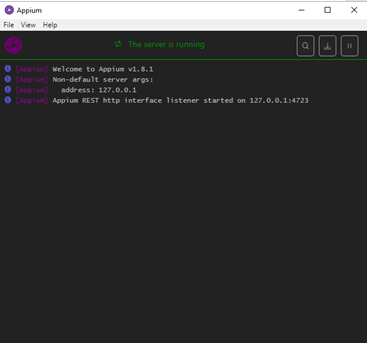 Appium
File View Help
The server is running
[Appium] Welcome to Appium v1.8.1
[Appium] Non-default server args:
[Appium]   address: 127.0.0.1
[Appium] Appium REST http interface listener started on 127.0.0.1:4723